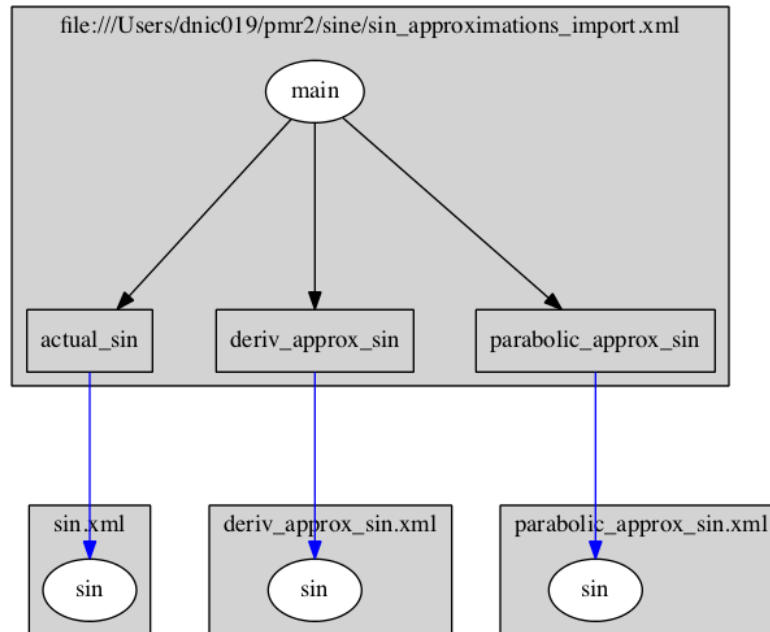 file:///Users/dnic019/pmr2/sine/sin_approximations_import.xml
main
actual_sin
deriv_approx_sin
parabolic_approx_sin
sin.xml
deriv_approx_sin.xml
parabolic_approx_sin.xml
sin
sin
sin